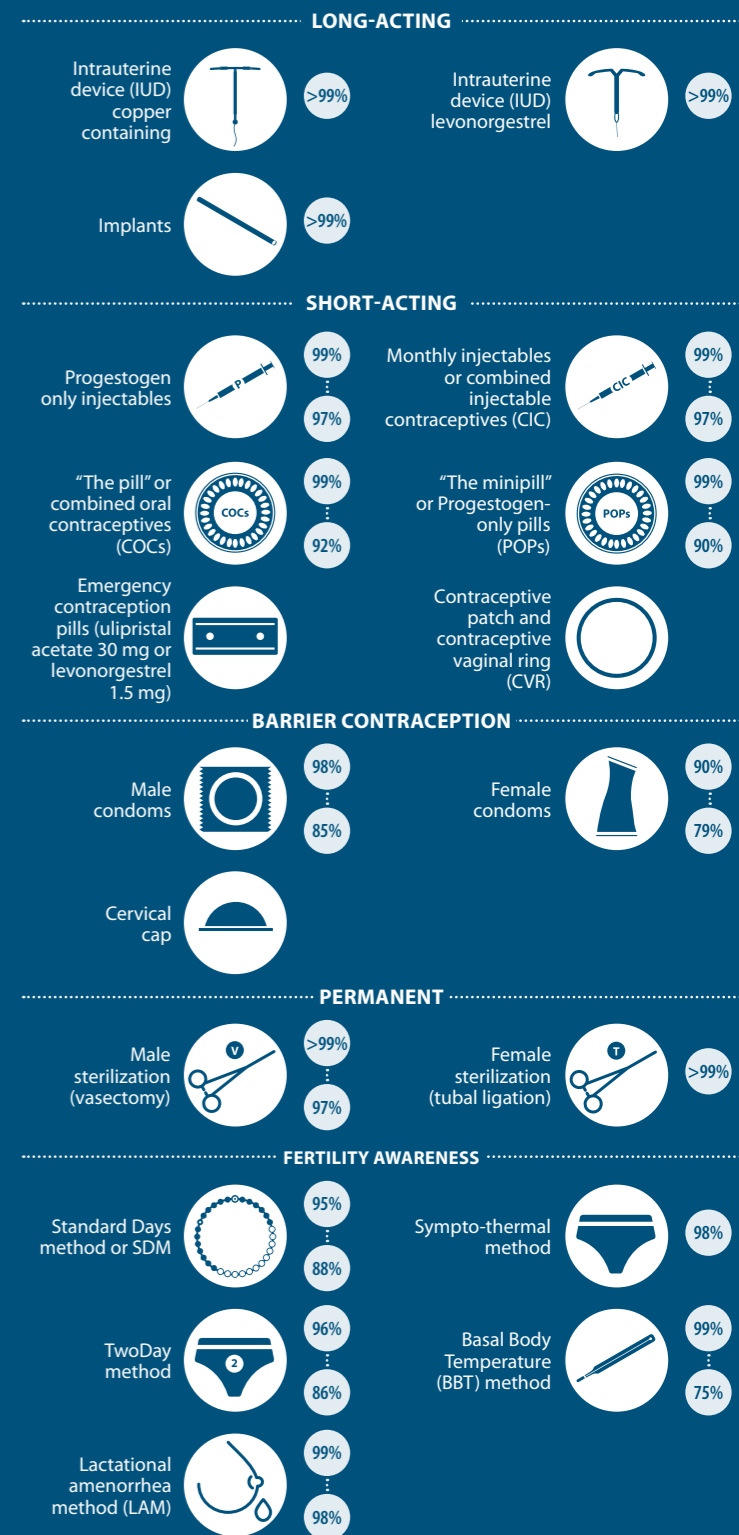 LONG-ACTING
Intrauterine
device (IUD)
copper
containing
>99%
Intrauterine
device (IUD)
levonorgestrel
>99%
Implants
>99%
SHORT-ACTING
Progestogen
only injectables
P
99%
97%
Monthly injectables
or combined
injectable
contraceptives (CIC)
CIC
99%
97%
“The pill” or
combined oral
contraceptives
(COCs)
COCs
99%
92%
“The minipill”
or Progestogen-
only pills
(POPs)
POPs
99%
90%
Emergency
contraception
pills (ulipristal
acetate 30 mg or
levonorgestrel
1.5 mg)
Contraceptive
patch and
contraceptive
vaginal ring
(CVR)
BARRIER CONTRACEPTION
Male
condoms
98%
85%
Female
condoms
90%
79%
Cervical
cap
PERMANENT
Male
sterilization
(vasectomy)
V
>99%
97%
Female
sterilization
(tubal ligation)
T
>99%
FERTILITY AWARENESS
Standard Days
method or SDM
95%
88%
Sympto-thermal
method
98%
TwoDay
method
2
96%
86%
Basal Body
Temperature
(BBT) method
99%
75%
Lactational
amenorrhea
method (LAM)
99%
98%